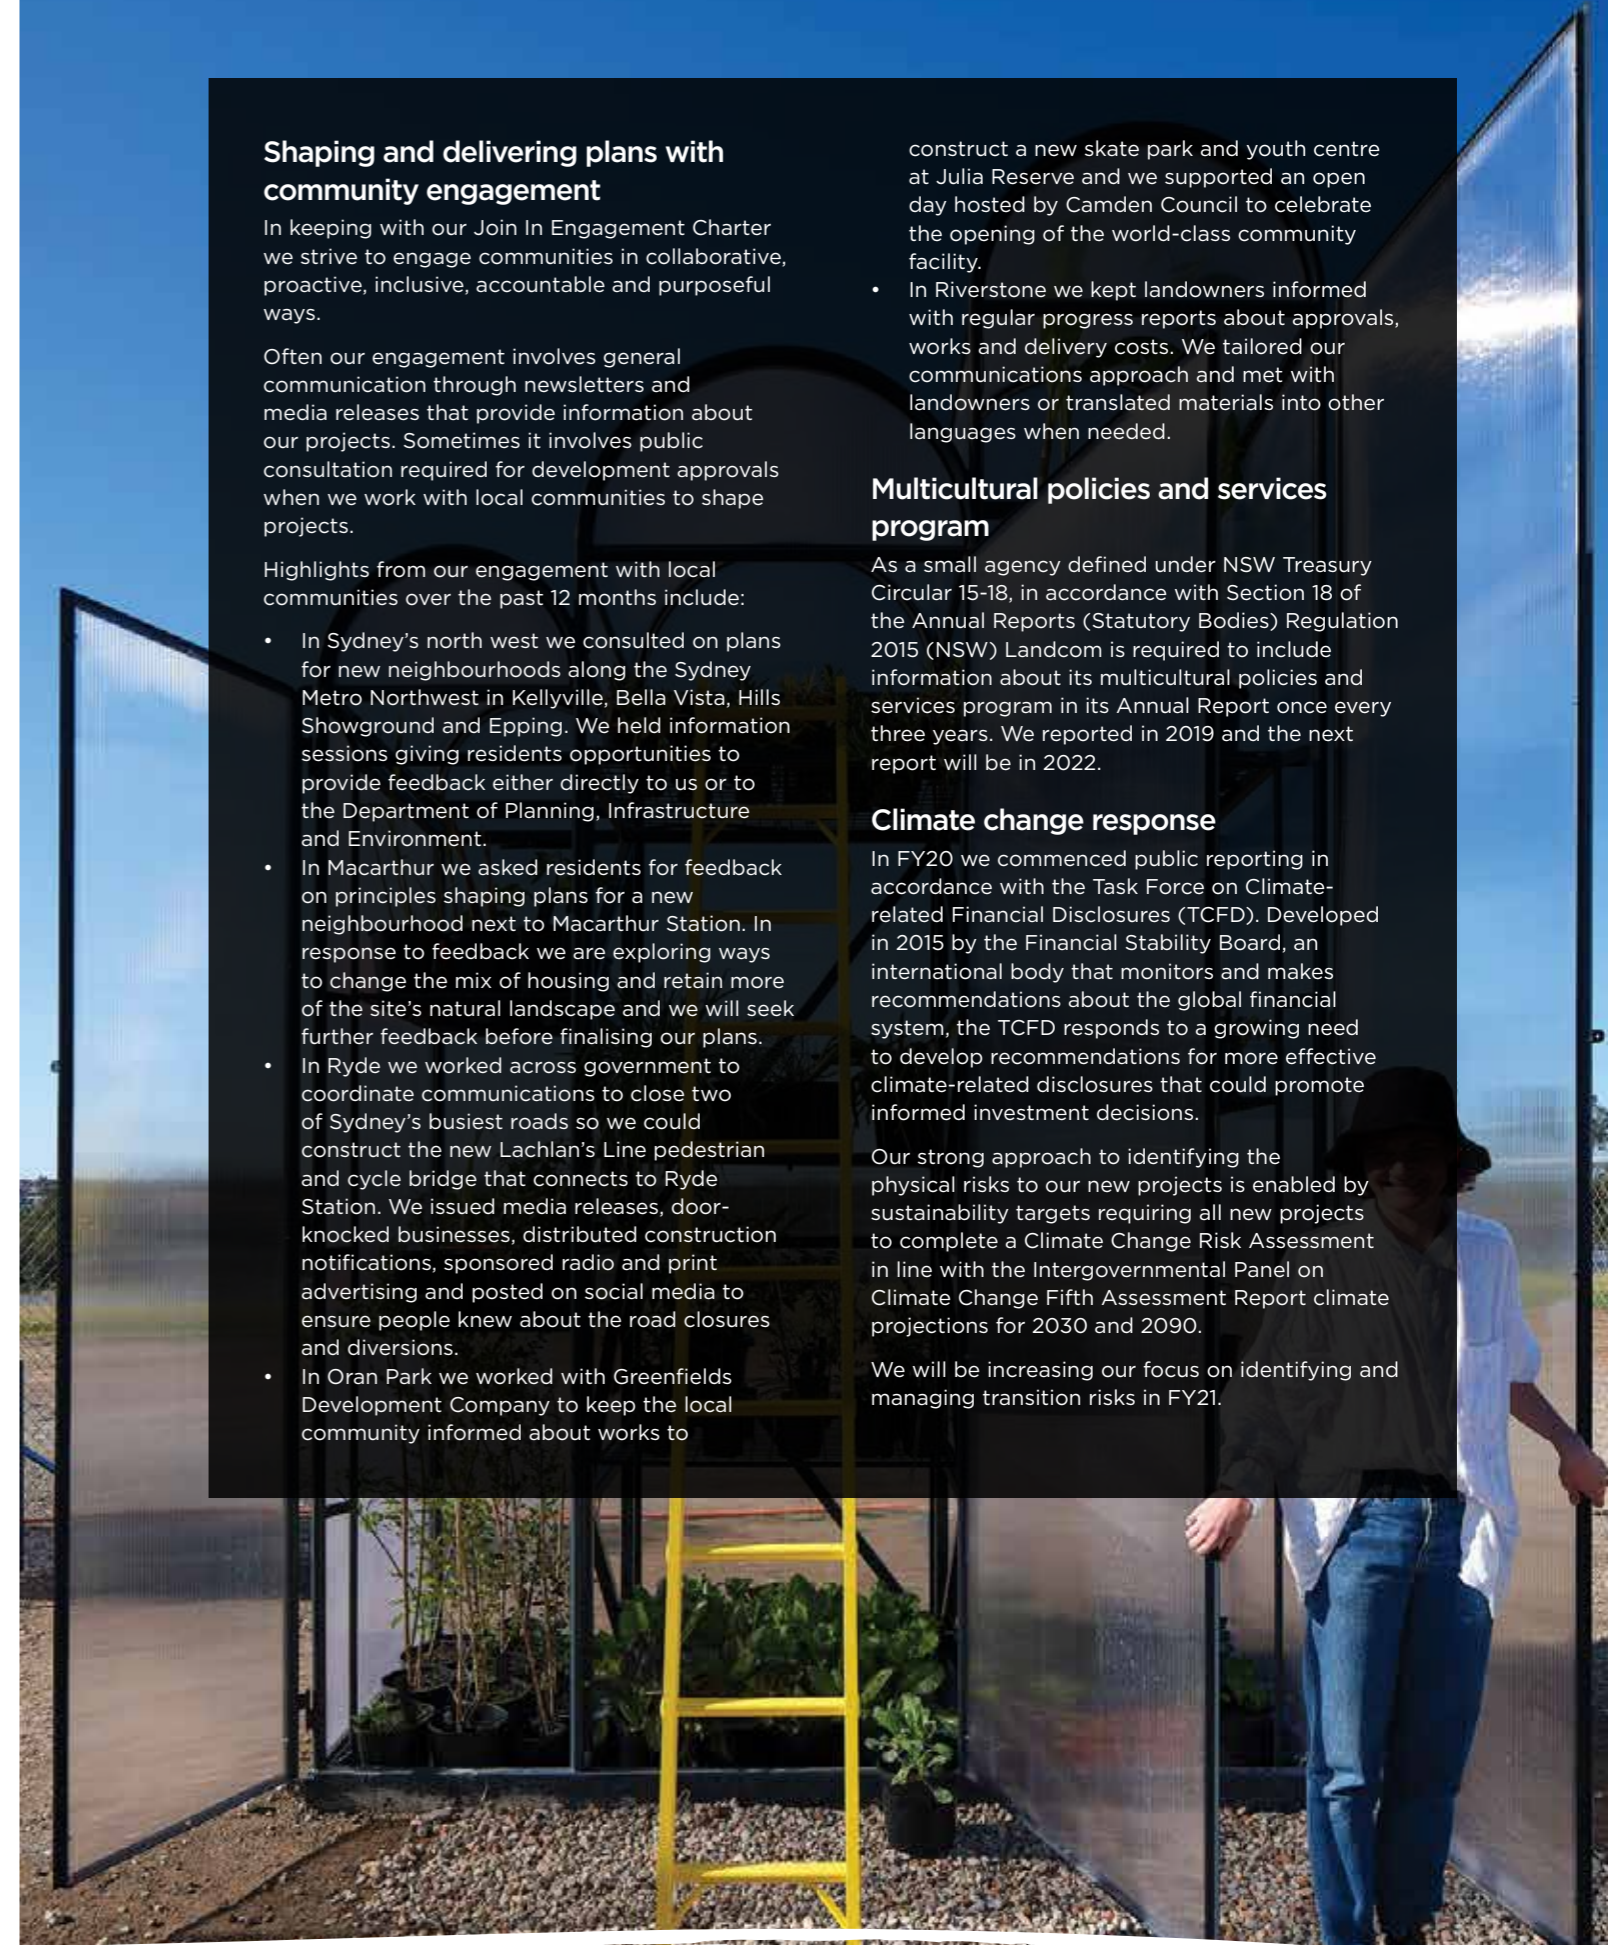 Shaping and delivering plans with
community engagement
In keeping with our Join In Engagement Charter
we strive to engage communities in collaborative,
proactive, inclusive, accountable and purposeful
ways.
Often our engagement involves general
communication through newsletters and
media releases that provide information about
our projects. Sometimes it involves public
consultation required for development approvals
when we work with local communities to shape
projects.
Highlights from our engagement with local
communities over the past 12 months include:
• In Sydney’s north west we consulted on plans
for new neighbourhoods along the Sydney
Metro Northwest in Kellyville, Bella Vista, Hills
Showground and Epping. We held information
sessions giving residents opportunities to
provide feedback either directly to us or to
the Department of Planning, Infrastructure
and Environment.
• In Macarthur we asked residents for feedback
on principles shaping plans for a new
neighbourhood next to Macarthur Station. In
response to feedback we are exploring ways
to change the mix of housing and retain more
of the site’s natural landscape and we will seek
further feedback before finalising our plans.
• In Ryde we worked across government to
coordinate communications to close two
of Sydney’s busiest roads so we could
construct the new Lachlan’s Line pedestrian
and cycle bridge that connects to Ryde
Station. We issued media releases, door-
knocked businesses, distributed construction
notifications, sponsored radio and print
advertising and posted on social media to
ensure people knew about the road closures
and diversions.
• In Oran Park we worked with Greenfields
Development Company to keep the local
community informed about works to
construct a new skate park and youth centre
at Julia Reserve and we supported an open
day hosted by Camden Council to celebrate
the opening of the world-class community
facility.
• In Riverstone we kept landowners informed
with regular progress reports about approvals,
works and delivery costs. We tailored our
communications approach and met with
landowners or translated materials into other
languages when needed.
Multicultural policies and services
program
As a small agency defined under NSW Treasury
Circular 15-18, in accordance with Section 18 of
the Annual Reports (Statutory Bodies) Regulation
2015 (NSW) Landcom is required to include
information about its multicultural policies and
services program in its Annual Report once every
three years. We reported in 2019 and the next
report will be in 2022.
Climate change response
In FY20 we commenced public reporting in
accordance with the Task Force on Climate-
related Financial Disclosures (TCFD). Developed
in 2015 by the Financial Stability Board, an
international body that monitors and makes
recommendations about the global financial
system, the TCFD responds to a growing need
to develop recommendations for more effective
climate-related disclosures that could promote
informed investment decisions.
Our strong approach to identifying the
physical risks to our new projects is enabled by
sustainability targets requiring all new projects
to complete a Climate Change Risk Assessment
in line with the Intergovernmental Panel on
Climate Change Fifth Assessment Report climate
projections for 2030 and 2090.
We will be increasing our focus on identifying and
managing transition risks in FY21.